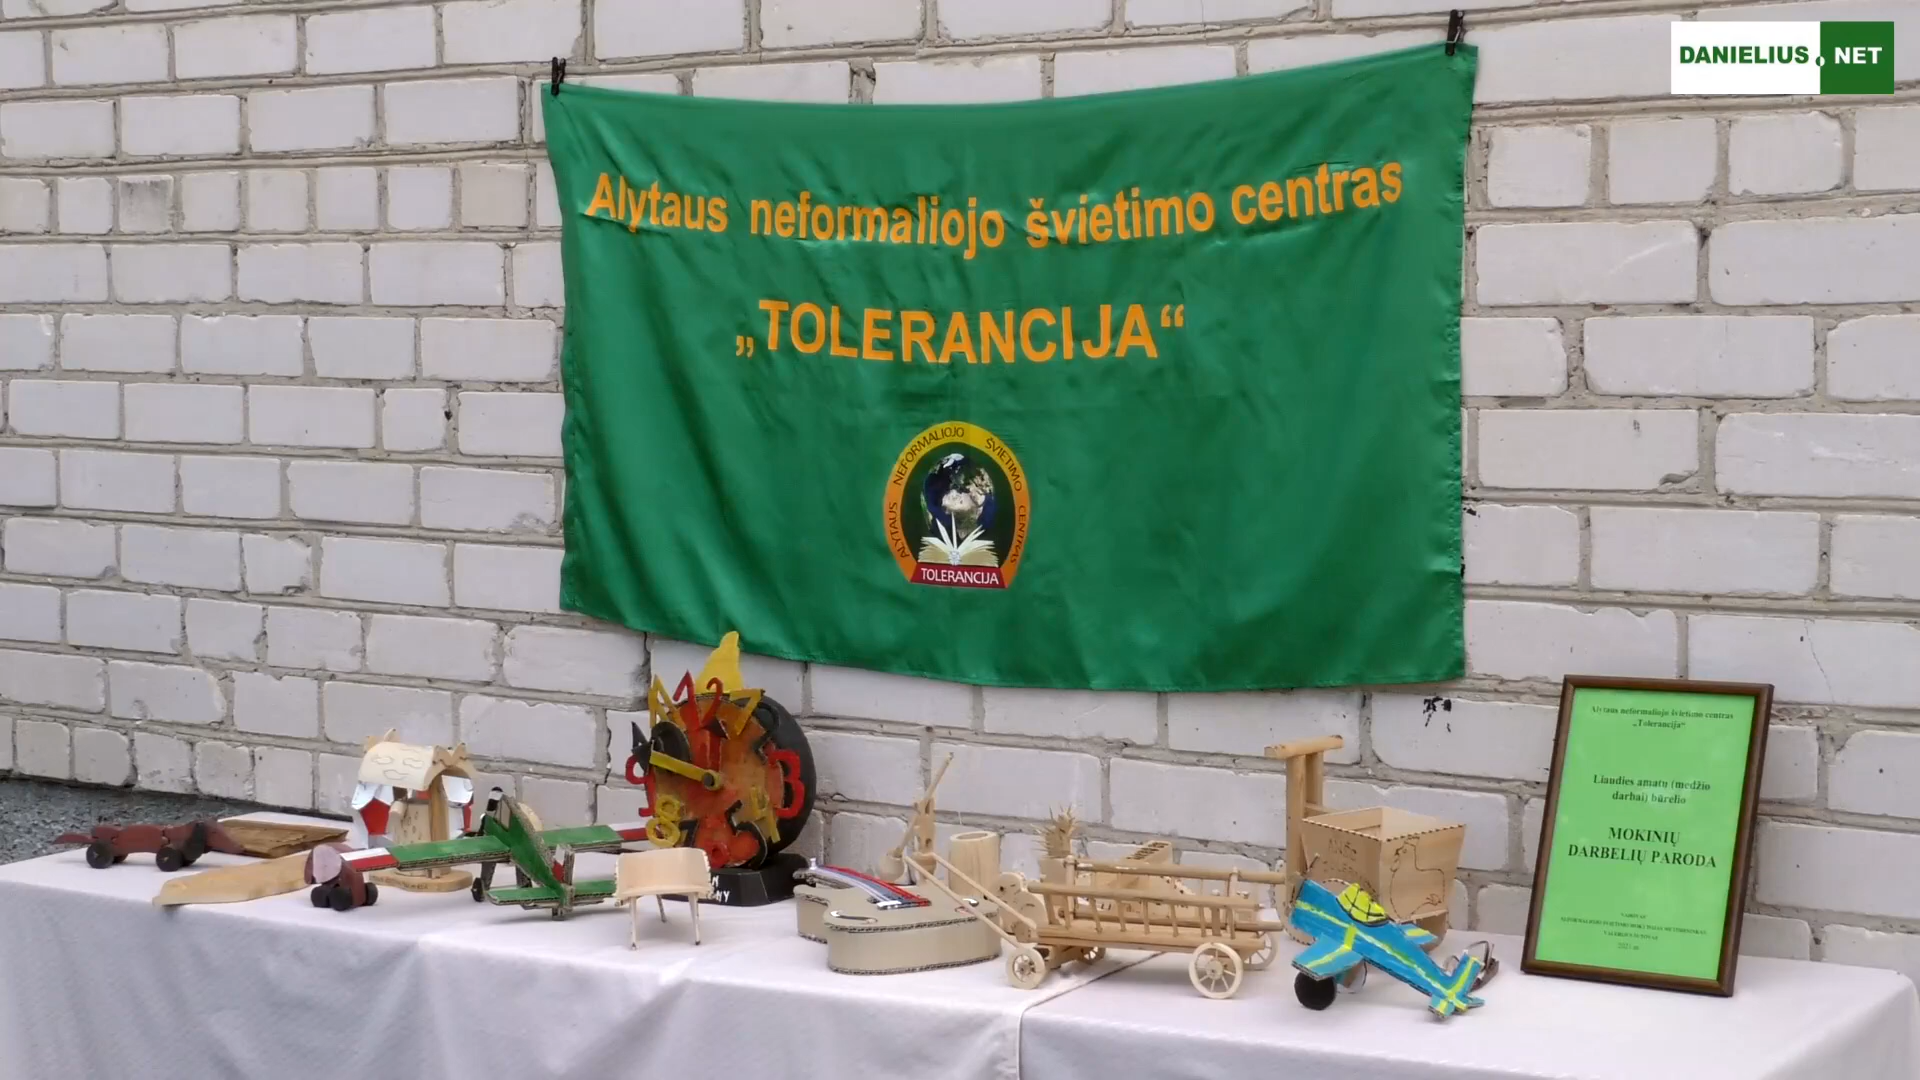 DANIELIUS.NET
Alytaus neformaliojo švietimo centras
„TOLERANCIJA“
ALYTAUS NEFORMALIOJO ŠVIETIMO CENTRAS
TOLERANCIJA
Alytaus neformaliojo švietimo centras
„Tolerancija“
Liaudies amatų (medžio
darbai) būrelio
MOKINIŲ
DARBELIŲ PARODA
2021 m.